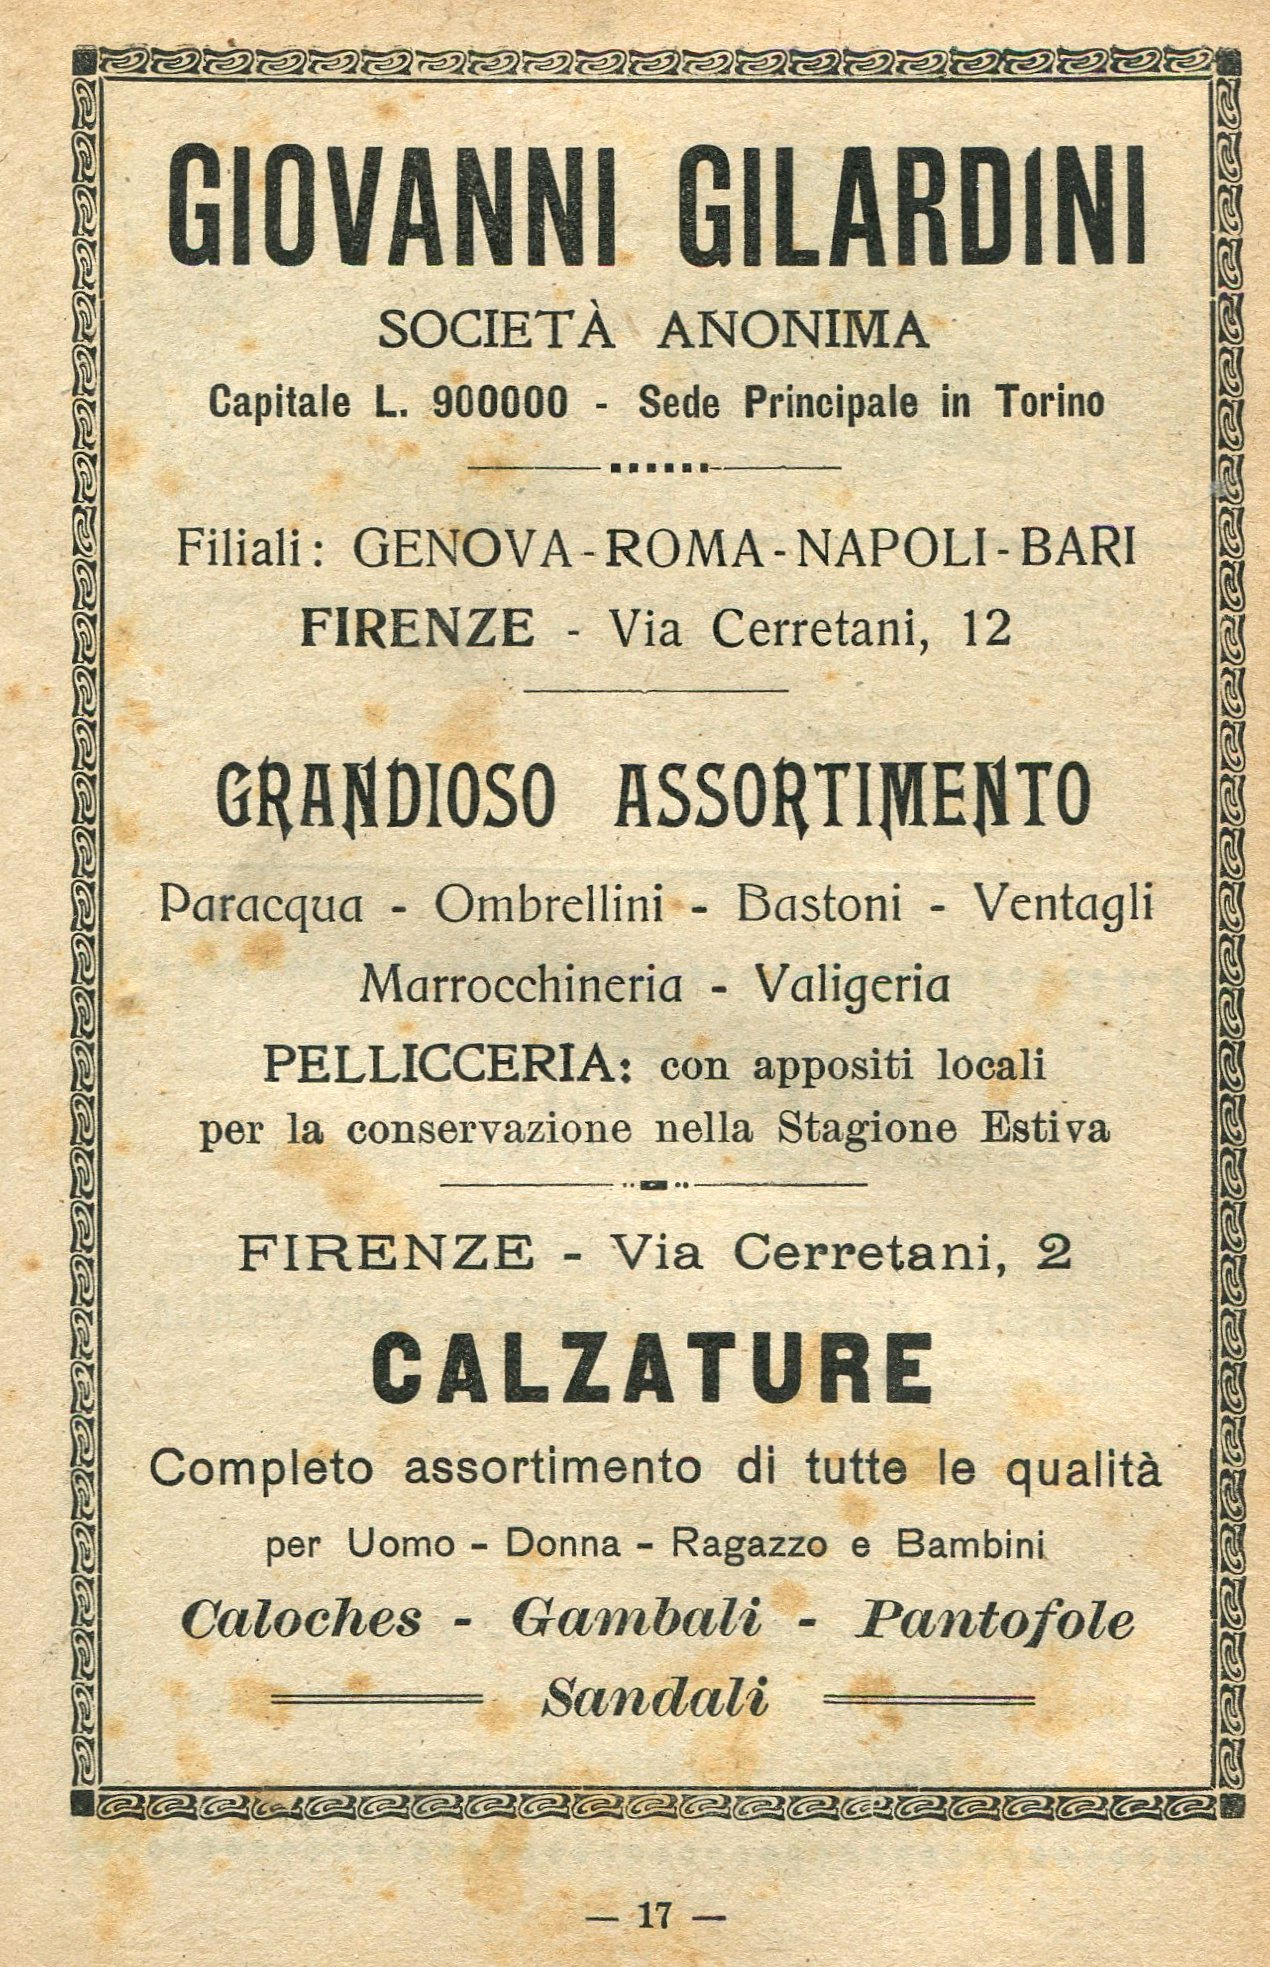 GIOVANNI GILARDINI
SOCIETÀ ANONIMA
Capitale L. 900000 - Sede Principale in Torino
Filiali: GENOVA - ROMA - NAPOLI - BARI
FIRENZE - Via Cerretani, 12
GRANDIOSO ASSORTIMENTO
Paracqua - Ombrellini - Bastoni - Ventagli
Marrocchineria - Valigeria
PELLICCERIA: con appositi locali
per la conservazione nella Stagione Estiva
FIRENZE - Via Cerretani, 2
CALZATURE
Completo assortimento di tutte le qualità
per Uomo - Donna - Ragazzo e Bambini
Caloches - Gambali - Pantofole
Sandali
— 17 —